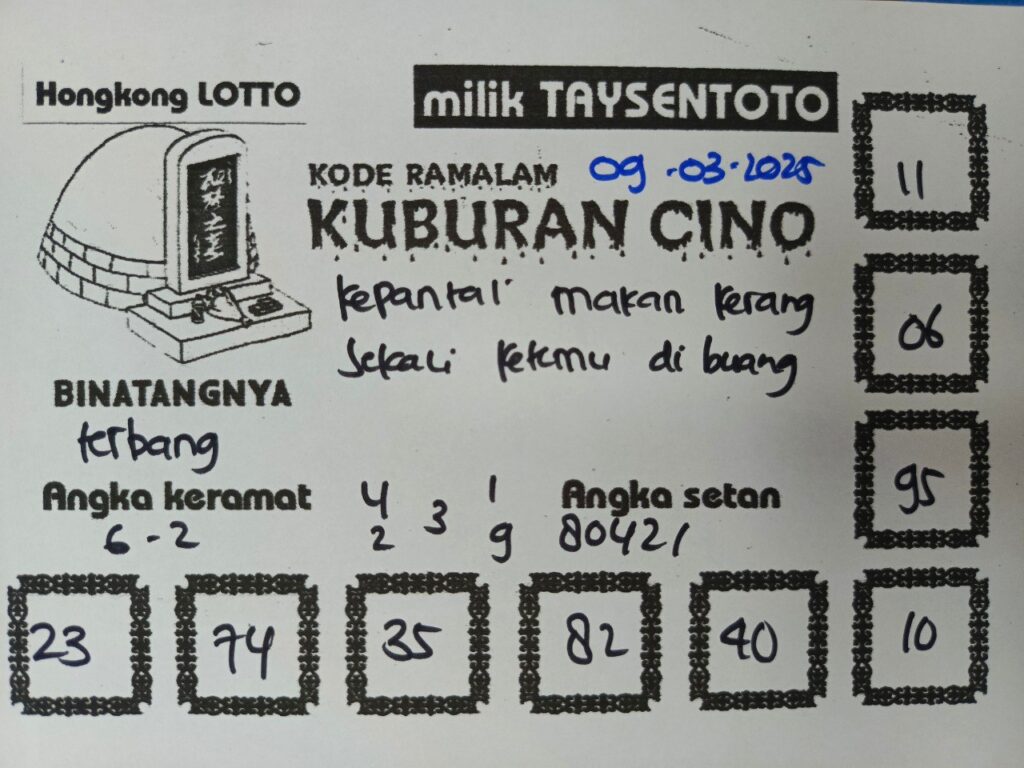 Hongkong LOTTO
milik TAYSENTOTO
KODE RAMALAM 09-03-2025
KUBURAN CINO
kepantai makan kerang
sekali ketemu di buang
BINATANGNYA
terbang
Angka keramat
6-2
4 1
3
2 9
Angka setan
80421
11
06
95
10
23 74 35 82 40